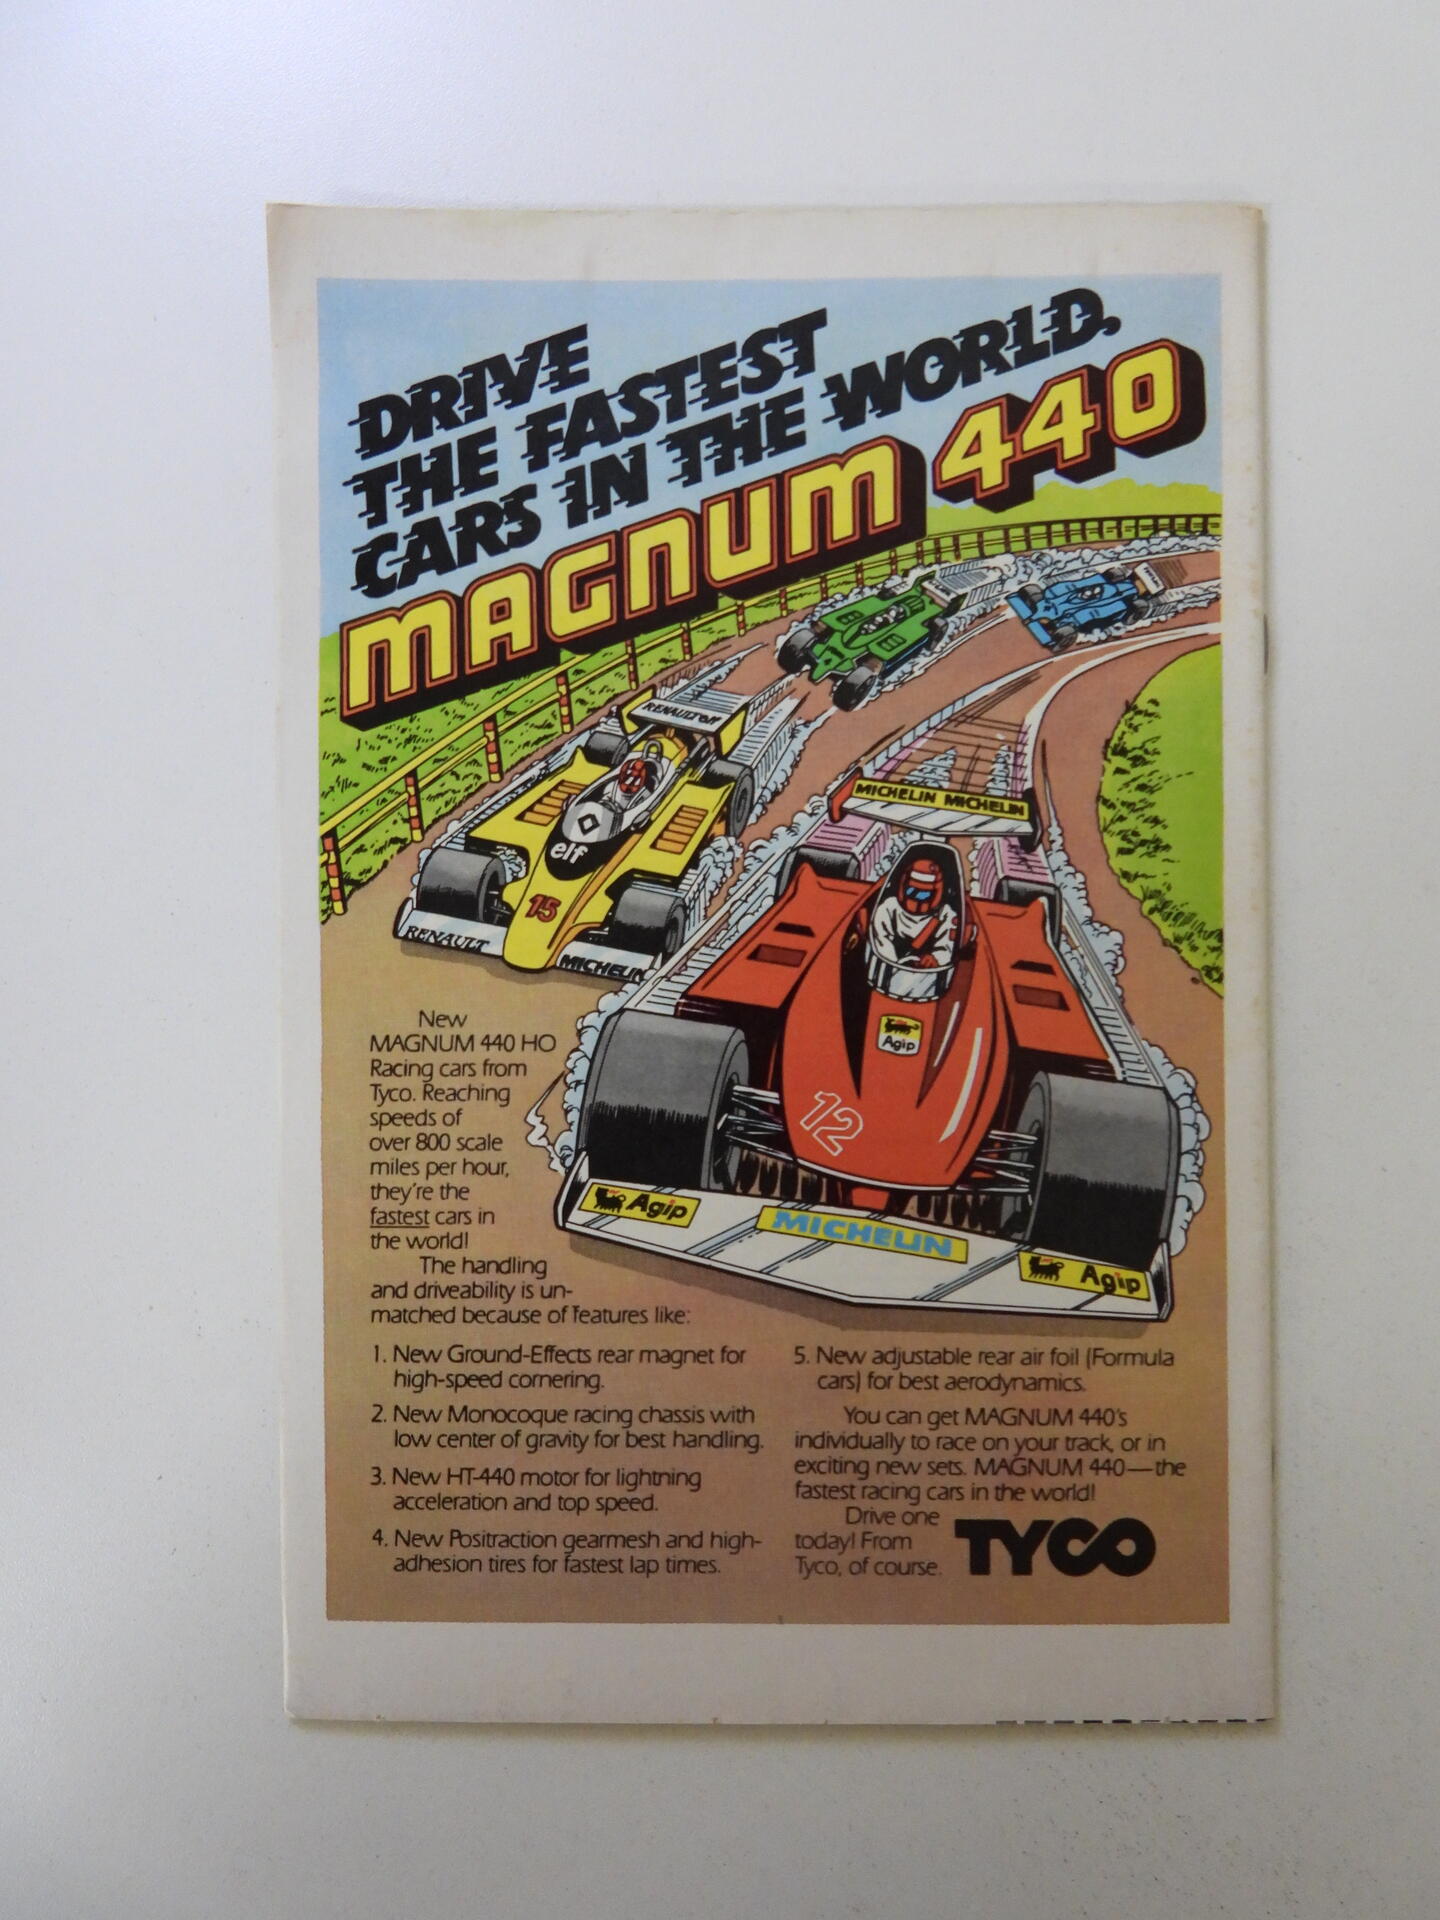 DRIVE
THE FASTEST
CARS IN THE WORLD.
MAGNUM 440
RENAULT
elf
15
RENAULT
MICHELIN
MICHELIN MICHELIN
Agip
12
Agip
MICHELIN
Agip
New
MAGNUM 440 HO
Racing cars from
Tyco. Reaching
speeds of
over 800 scale
miles per hour,
they're the
fastest cars in
the world!
The handling
and driveability is un-
matched because of features like:
1. New Ground-Effects rear magnet for
high-speed cornering.
2. New Monocoque racing chassis with
low center of gravity for best handling.
3. New HT-440 motor for lightning
acceleration and top speed.
4. New Positraction gearmesh and high-
adhesion tires for fastest lap times.
5. New adjustable rear air foil (Formula
cars) for best aerodynamics.
You can get MAGNUM 440's
individually to race on your track, or in
exciting new sets. MAGNUM 440—the
fastest racing cars in the world!
Drive one
today! From
Tyco, of course.
TYCO